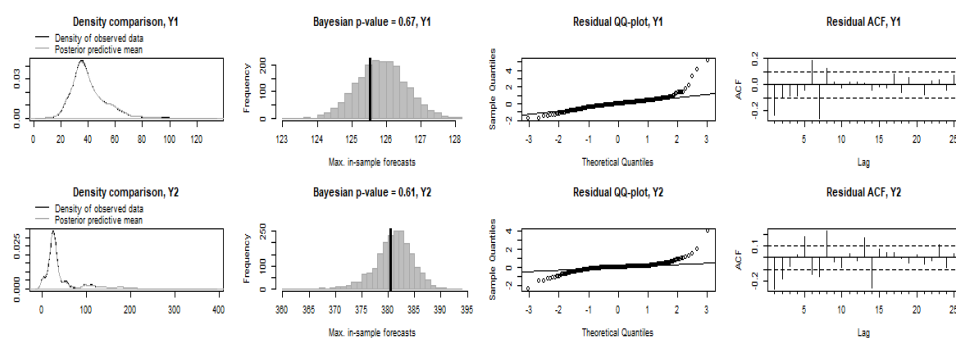 Density comparison, Y1
Density of observed data
Posterior predictive mean
0.00 0.03
0 20 40 60 80 100 120
Bayesian p-value = 0.67, Y1
Frequency
0 100 200
123 124 125 126 127 128
Max. in-sample forecasts
Residual QQ-plot, Y1
Sample Quantiles
-2 0 2 4
-3 -2 -1 0 1 2 3
Theoretical Quantiles
Residual ACF, Y1
ACF
-0.2 0.0 0.2
5 10 15 20 25
Lag
Density comparison, Y2
Density of observed data
Posterior predictive mean
0.000 0.025
0 100 200 300 400
Bayesian p-value = 0.61, Y2
Frequency
0 100 200
360 365 370 375 380 385 390 395
Max. in-sample forecasts
Residual QQ-plot, Y2
Sample Quantiles
-2 0 2 4
-3 -2 -1 0 1 2 3
Theoretical Quantiles
Residual ACF, Y2
ACF
-0.2 0.1
5 10 15 20 25
Lag